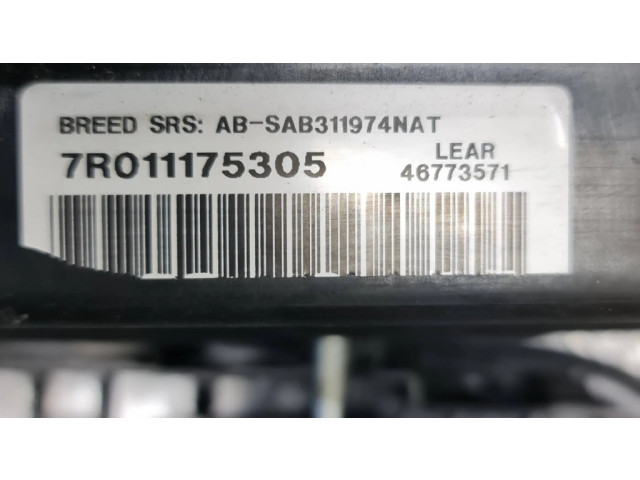 BREED SRS: AB-SAB311974NAT
7R011175305
LEAR
46773571